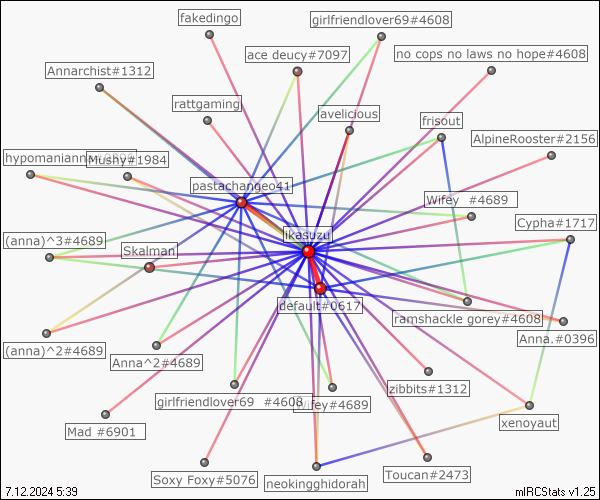 fakedingo
girlfriendlover69#4608
ace deucy#7097
no cops no laws no hope#4608
Annarchist#1312
rattgaming
avelicious
frisout
AlpineRooster#2156
hypomaniann
Mushy#1984
pastachangeo41
Wifey #4689
Cypha#1717
(anna)^3#4689
Skalman
ikasuzu
default#0617
ramshackle gorey#4608
Anna.#0396
(anna)^2#4689
Anna^2#4689
zibbits#1312
girlfriendlover69 #4608
Wifey#4689
xenoyaut
Mad #6901
Soxy Foxy#5076
neokingghidorah
Toucan#2473
7.12.2024 5:39
mIRCStats v1.25